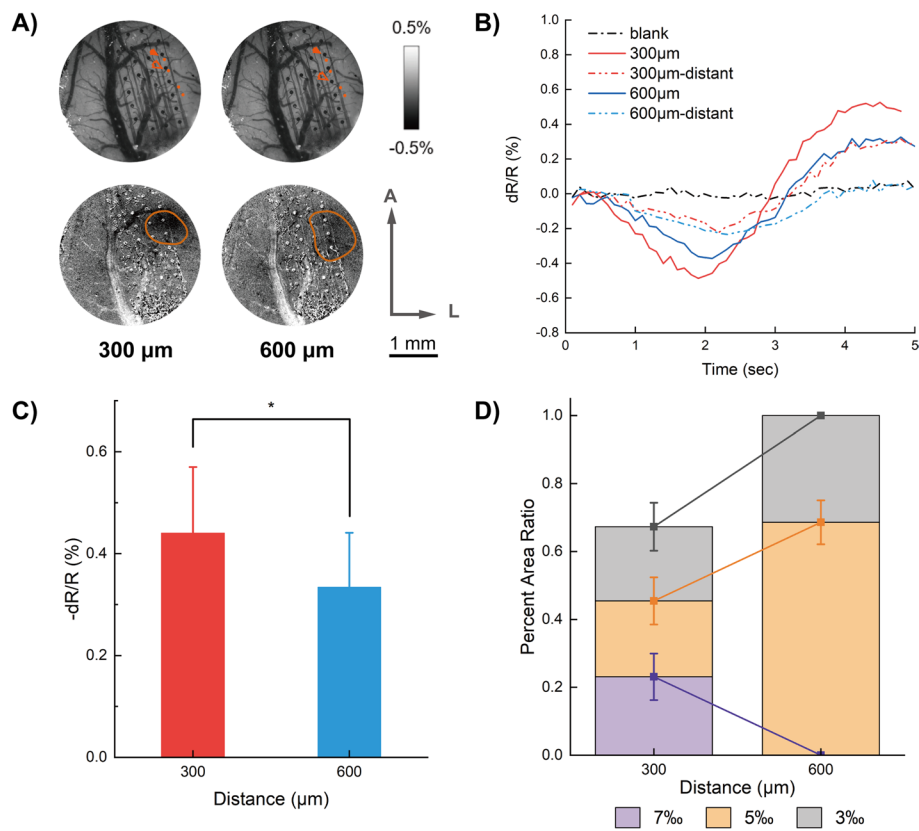 A)
0.5%
-0.5%
A
L
300 μm
600 μm
1 mm
B)
1.0
0.8
0.6
0.4
0.2
0.0
-0.2
-0.4
-0.6
-0.8
dR/R (%)
blank
300μm
300μm-distant
600μm
600μm-distant
0 1 2 3 4 5
Time (sec)
C)
0.6
0.4
0.2
0.0
-dR/R (%)
*
300 600
Distance (μm)
D)
1.0
0.8
0.6
0.4
0.2
0.0
Percent Area Ratio
300 600
Distance (μm)
7‰ 5‰ 3‰